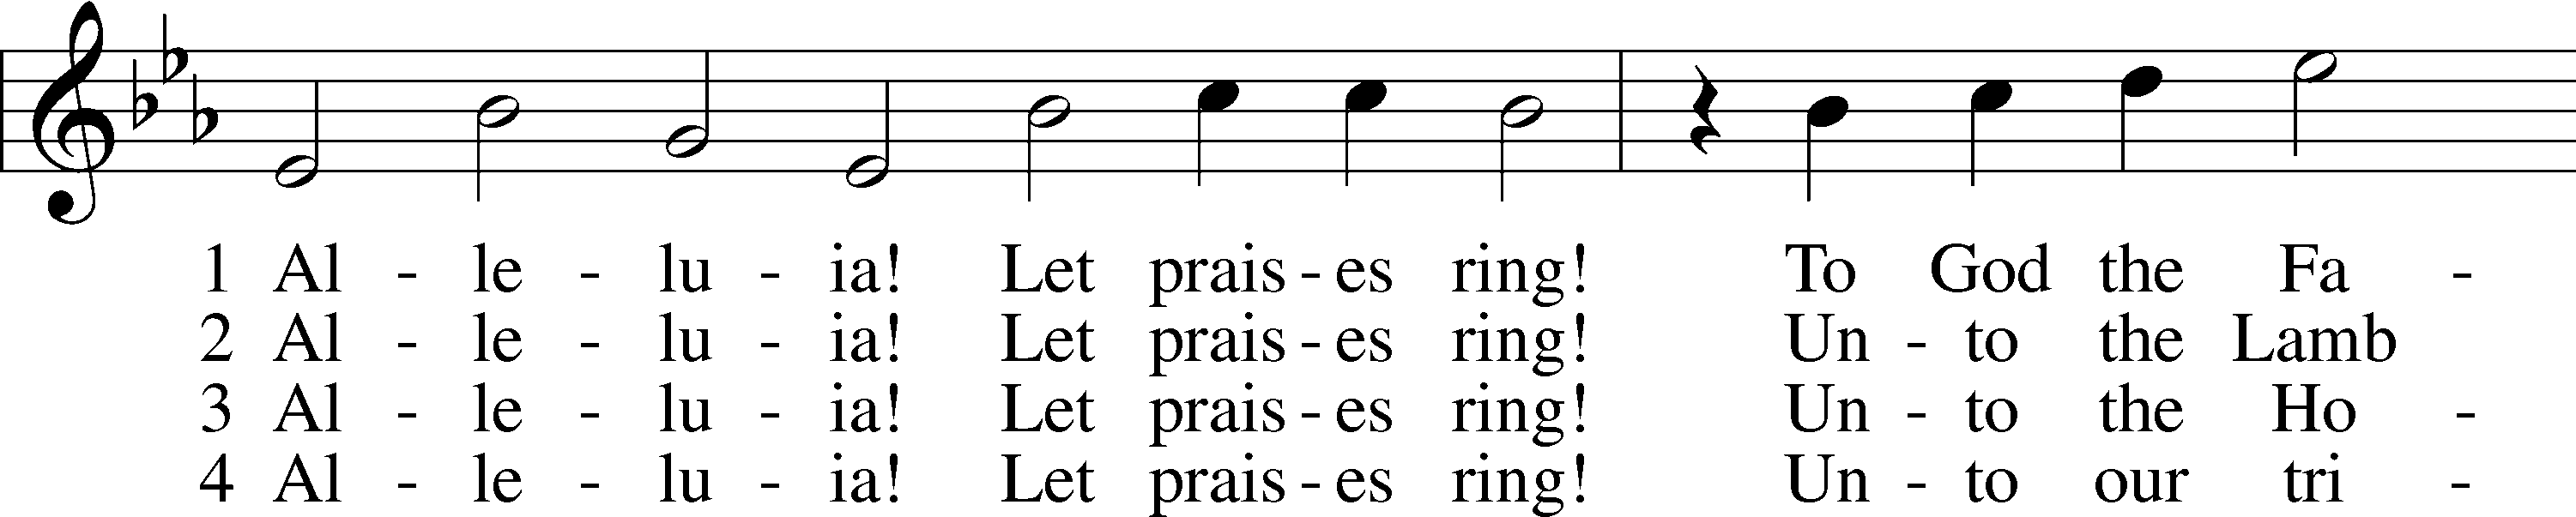 1 Al - le - lu - ia! Let prais - es ring! To God the Fa -
2 Al - le - lu - ia! Let prais - es ring! Un - to the Lamb
3 Al - le - lu - ia! Let prais - es ring! Un - to the Ho -
4 Al - le - lu - ia! Let prais - es ring! Un - to our tri -